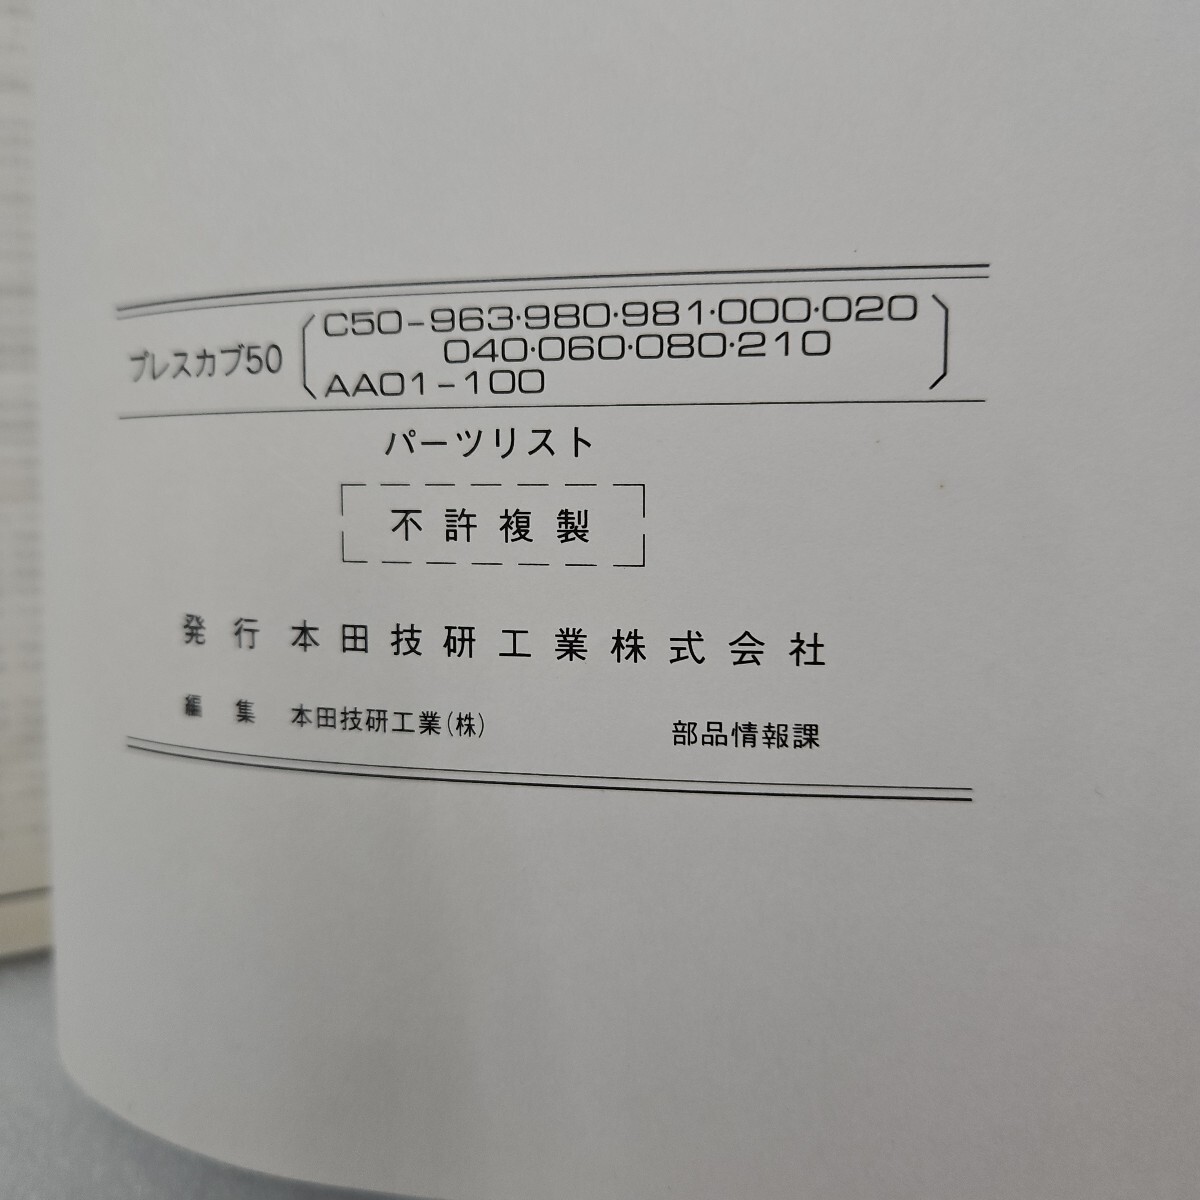 プレスカブ50
C50-963・980・981・000・020
040・060・080・210
AA01-100
パーツリスト
不許複製
発行 本田技研工業株式会社
編集 本田技研工業(株) 部品情報課